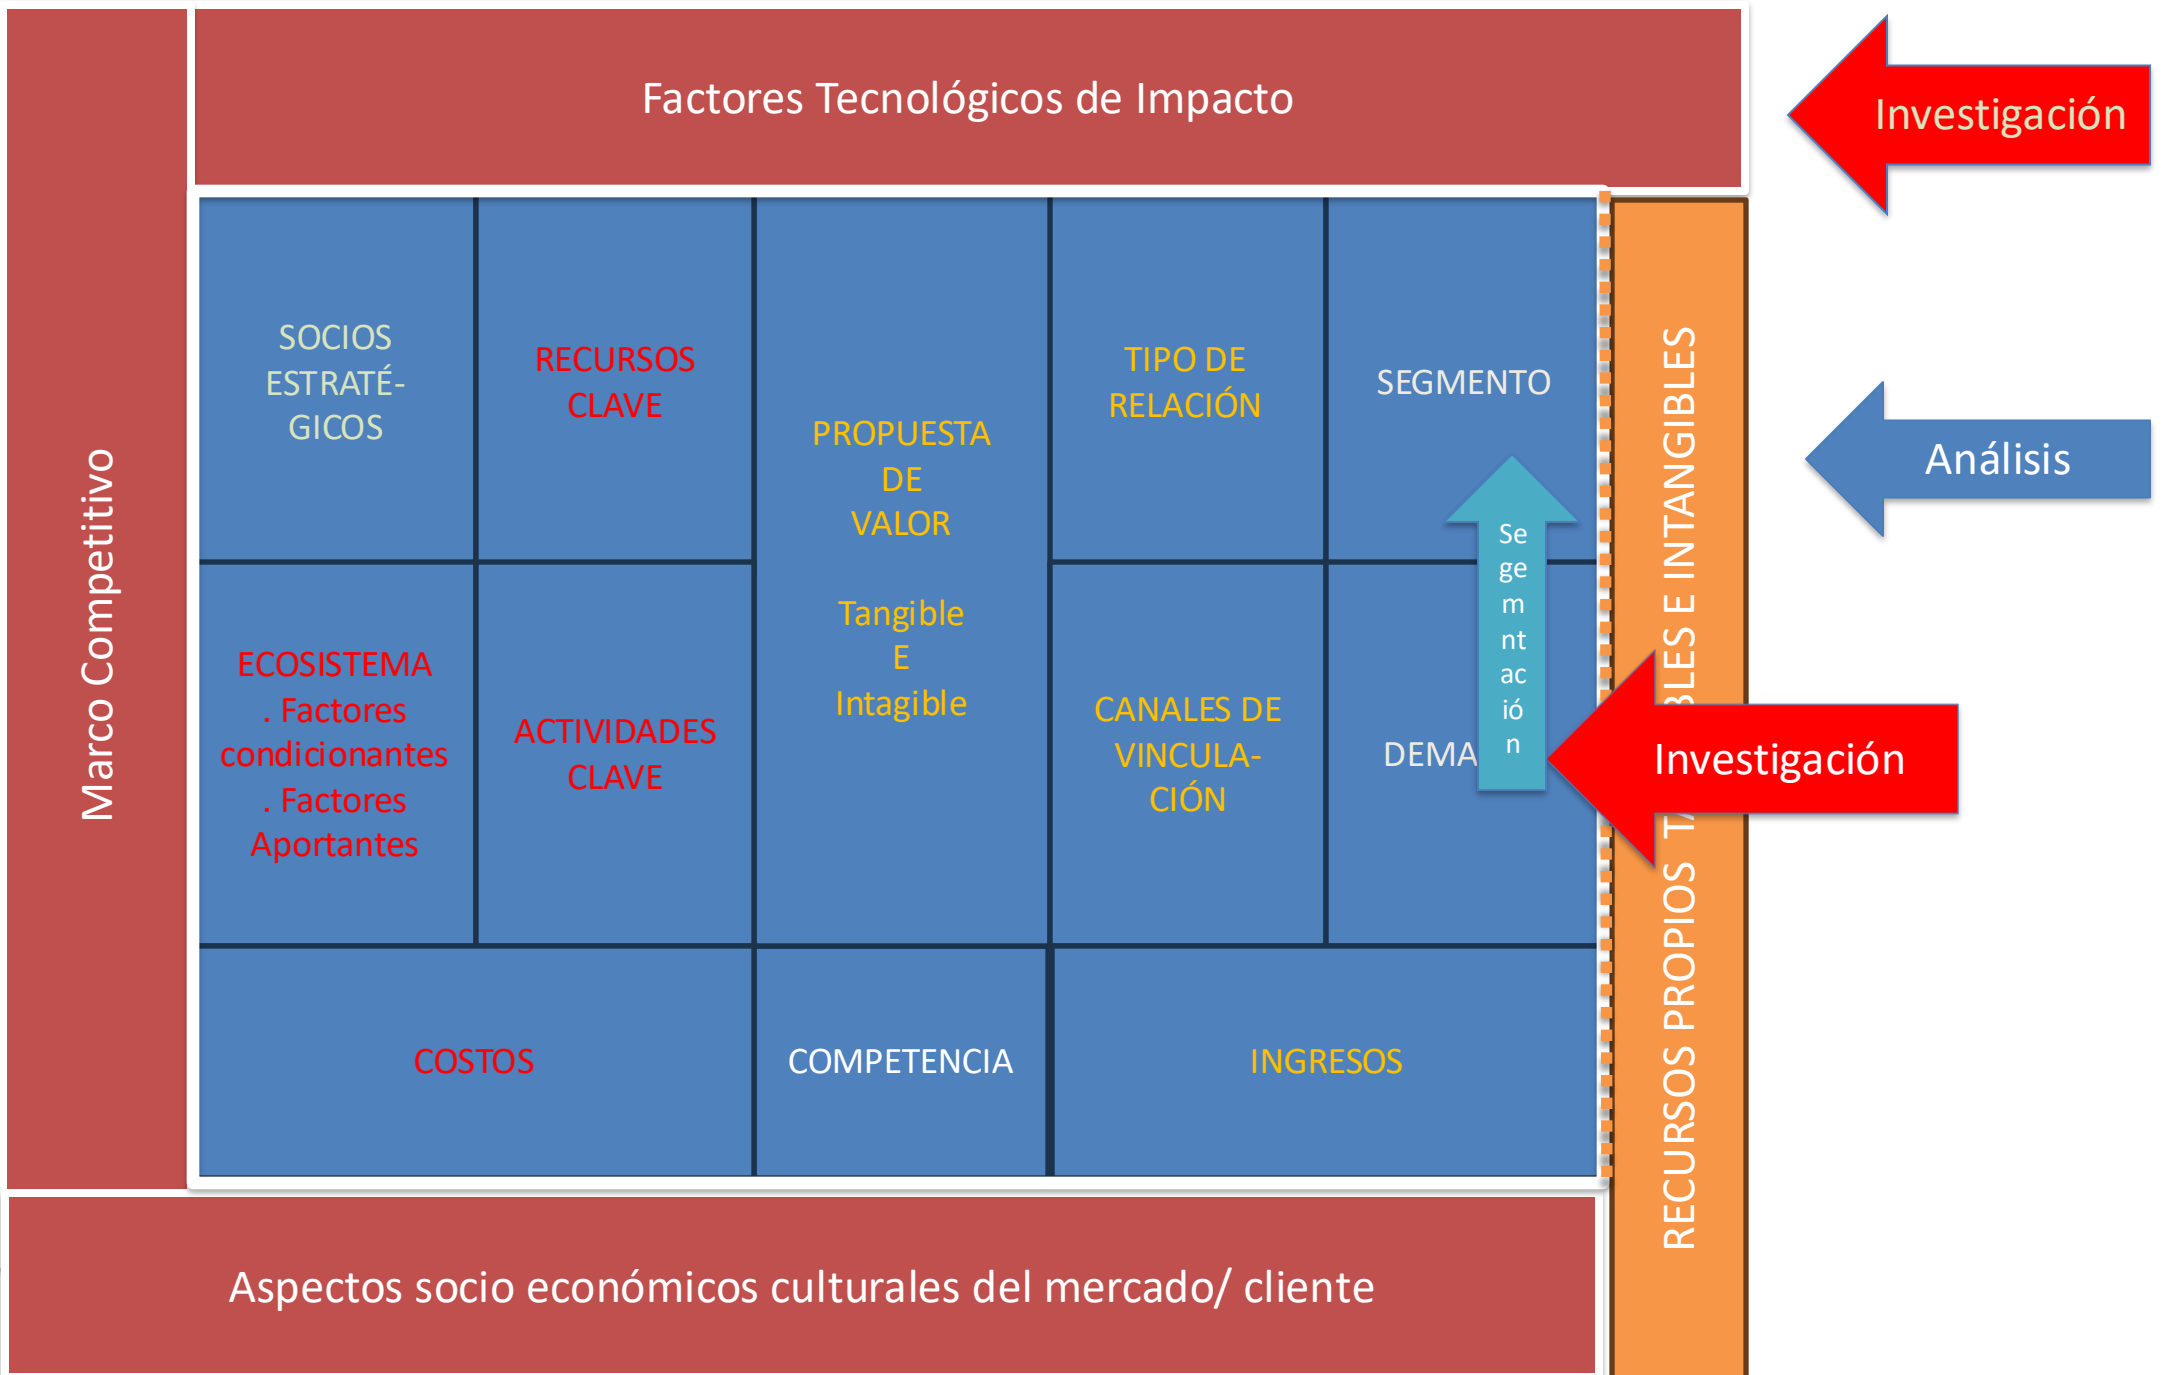 Factores Tecnológicos de Impacto
Investigación
Marco Competitivo
SOCIOS
ESTRATÉ-
GICOS
RECURSOS
CLAVE
PROPUESTA
DE
VALOR
Tangible
E
Intagible
TIPO DE
RELACIÓN
SEGMENTO
Análisis
ECOSISTEMA
. Factores
condicionantes
. Factores
Aportantes
ACTIVIDADES
CLAVE
CANALES DE
VINCULA-
CIÓN
DEMA
Se
ge
m
nt
ac
ió
n
Investigación
RECURSOS PROPIOS TA BLES E INTANGIBLES
COSTOS
COMPETENCIA
INGRESOS
Aspectos socio económicos culturales del mercado/ cliente